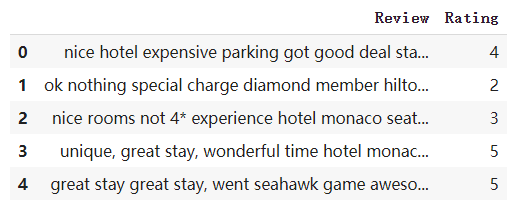 Review Rating
0 nice hotel expensive parking got good deal sta... 4
1 ok nothing special charge diamond member hilto... 2
2 nice rooms not 4* experience hotel monaco seat... 3
3 unique, great stay, wonderful time hotel monac... 5
4 great stay great stay, went seahawk game aweso... 5